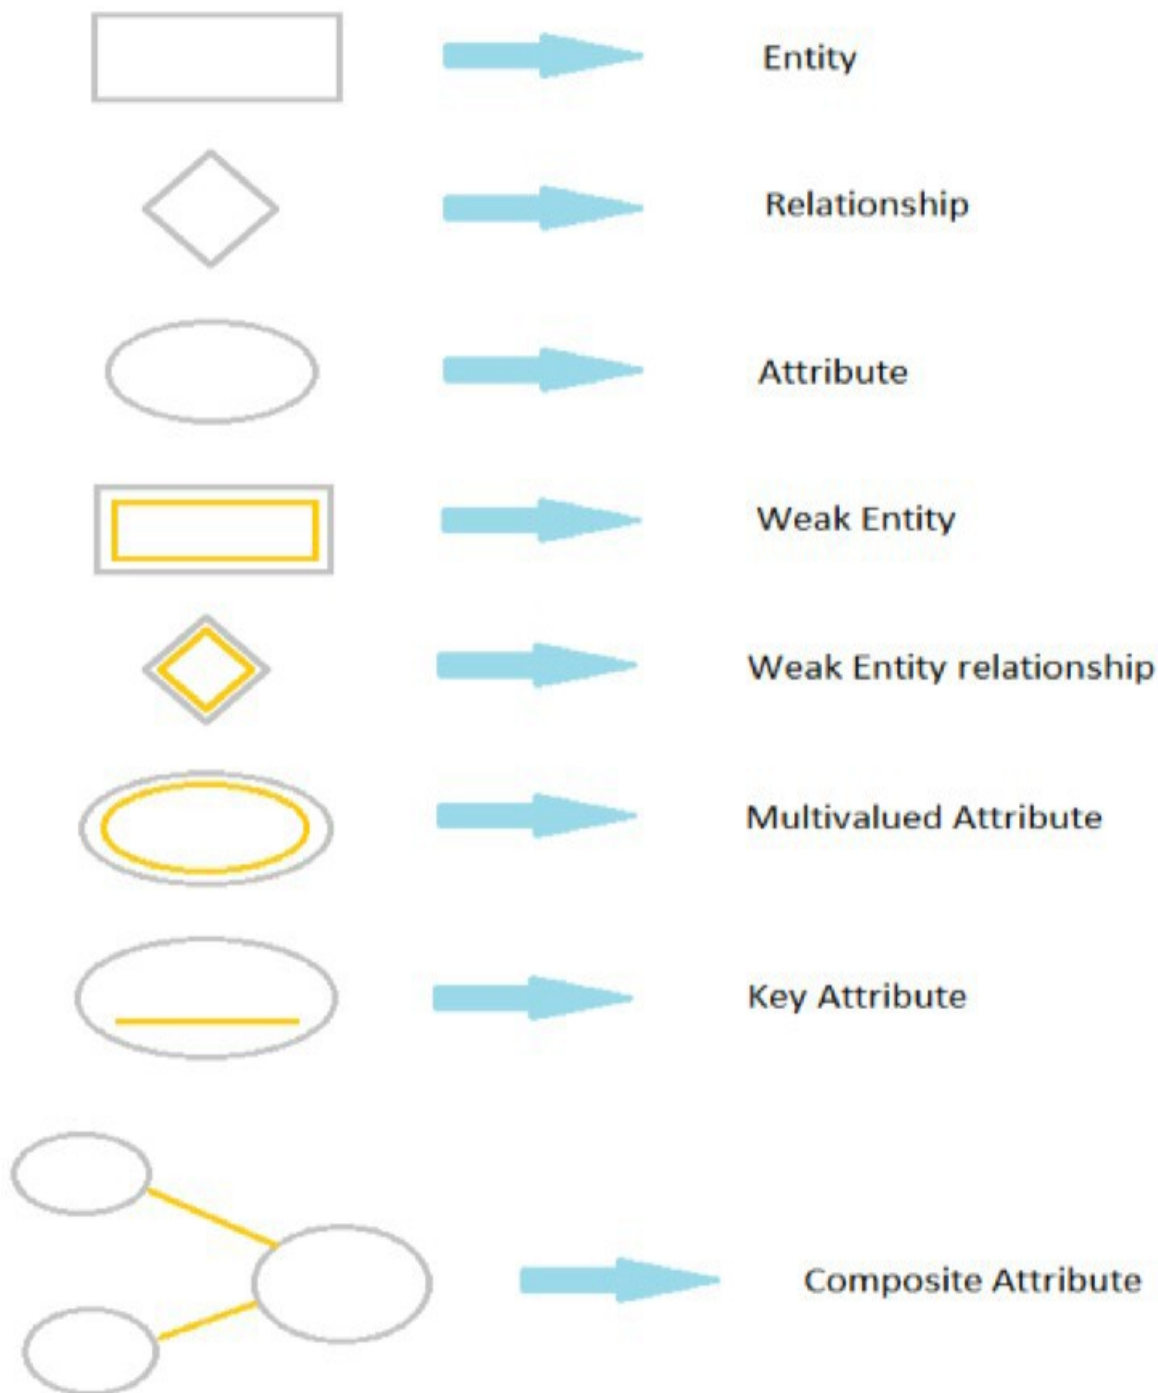 Entity
Relationship
Attribute
Weak Entity
Weak Entity relationship
Multivalued Attribute
Key Attribute
Composite Attribute